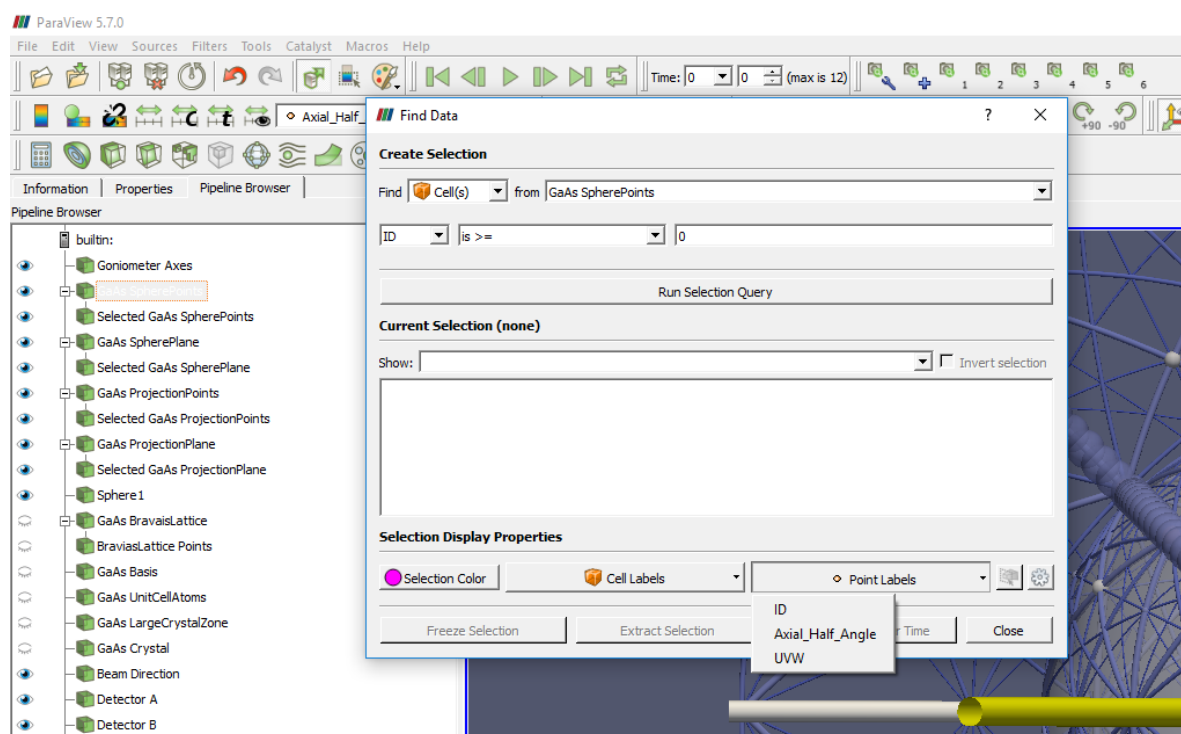 ParaView 5.7.0
File Edit View Sources Filters Tools Catalyst Macros Help
Time: 0 0 (max is 12)
1 2 3 4 5 6
Axial_Half_
+90 -90
Information Properties Pipeline Browser
Pipeline Browser
builtin:
Goniometer Axes
GaAs SpherePoints
Selected GaAs SpherePoints
GaAs SpherePlane
Selected GaAs SpherePlane
GaAs ProjectionPoints
Selected GaAs ProjectionPoints
GaAs ProjectionPlane
Selected GaAs ProjectionPlane
Sphere1
GaAs BravaisLattice
BraviasLattice Points
GaAs Basis
GaAs UnitCellAtoms
GaAs LargeCrystalZone
GaAs Crystal
Beam Direction
Detector A
Detector B
Find Data ?
Create Selection
Find Cell(s) from GaAs SpherePoints
ID is >= 0
Run Selection Query
Current Selection (none)
Show: Invert selection
Selection Display Properties
Selection Color Cell Labels Point Labels
ID
Axial_Half_Angle
UVW
Freeze Selection Extract Selection r Time Close